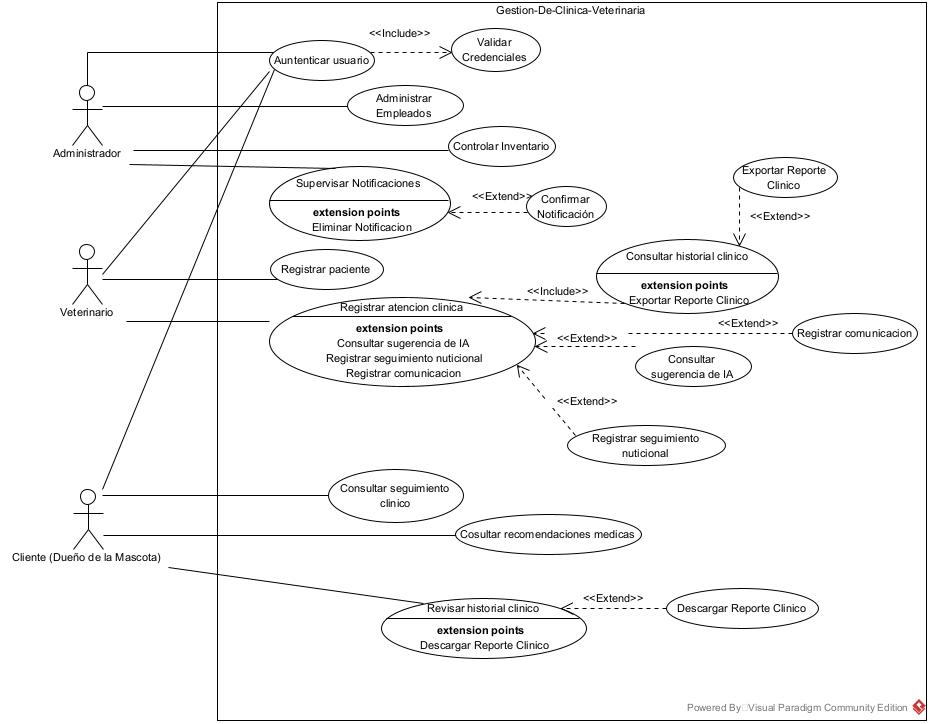 Gestion-De-Clinica-Veterinaria
<<Include>>
Auntenticar usuario
Validar
Credenciales
Administrador
Administrar
Empleados
Controlar Inventario
Supervisar Notificaciones
extension points
Eliminar Notificacion
<<Extend>>
Confirmar
Notificación
Exportar Reporte
Clinico
<<Extend>>
Consultar historial clinico
extension points
Exportar Reporte Clinico
Veterinario
Registrar paciente
<<Include>>
Registrar atencion clinica
extension points
Consultar sugerencia de IA
Registrar seguimiento nuticional
Registrar comunicacion
<<Extend>>
Registrar comunicacion
<<Extend>>
Consultar
sugerencia de IA
<<Extend>>
Registrar seguimiento
nuticional
Cliente (Dueño de la Mascota)
Consultar seguimiento
clinico
Cosultar recomendaciones medicas
Revisar historial clinico
extension points
Descargar Reporte Clinico
<<Extend>>
Descargar Reporte Clinico
Powered By Visual Paradigm Community Edition